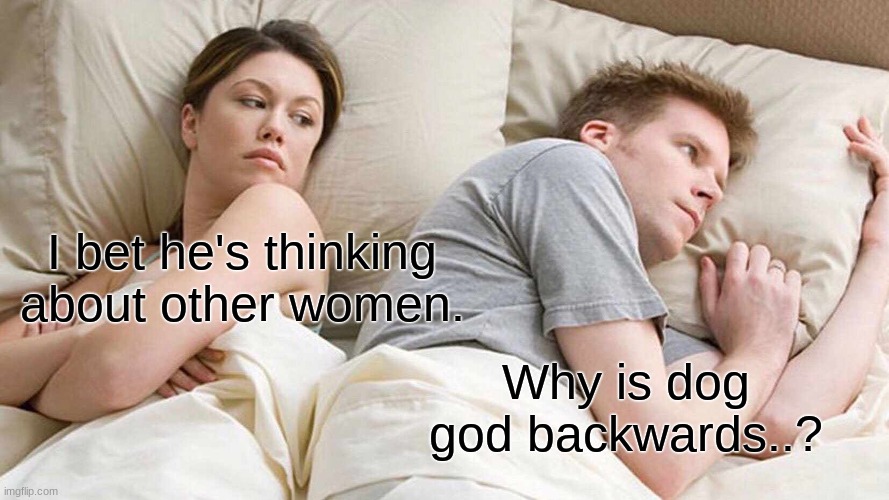 I bet he's thinking
about other women.
Why is dog
god backwards..?
imgflip.com